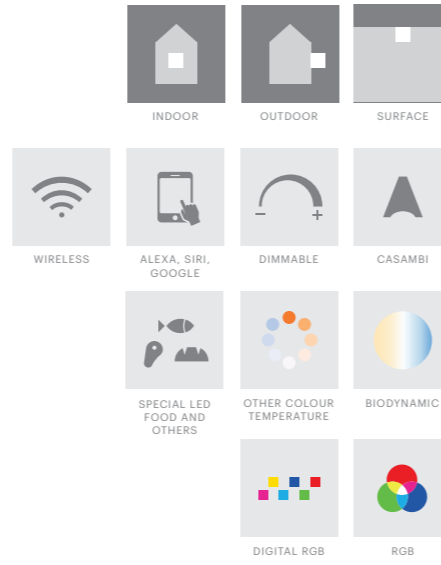 INDOOR
OUTDOOR
SURFACE
WIRELESS
ALEXA, SIRI,
GOOGLE
DIMMABLE
CASAMBI
SPECIAL LED
FOOD AND
OTHERS
OTHER COLOUR
TEMPERATURE
BIODYNAMIC
DIGITAL RGB
RGB